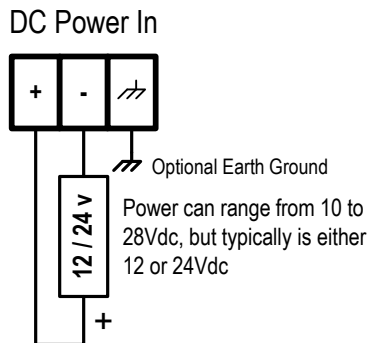 DC Power In
+ -
Optional Earth Ground
12 / 24 v
Power can range from 10 to
28Vdc, but typically is either
12 or 24Vdc
+